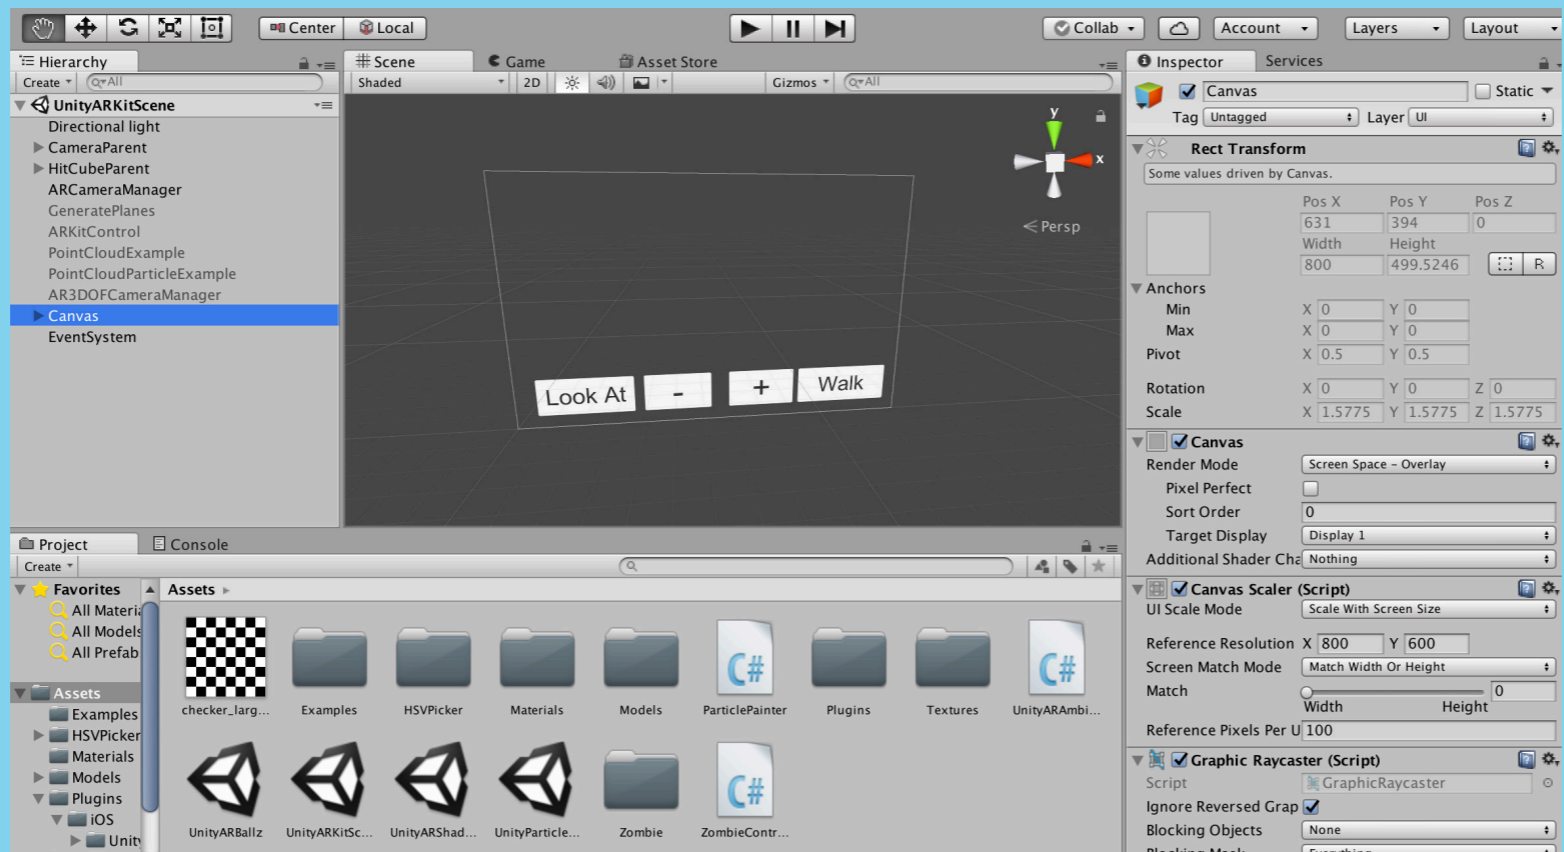 Center Local Collab Account Layers Layout
Hierarchy
Create All
UnityARKitScene
Directional light
CameraParent
HitCubeParent
ARCameraManager
GeneratePlanes
ARKitControl
PointCloudExample
PointCloudParticleExample
AR3DOFCameraManager
Canvas
EventSystem
Scene Game Asset Store
Shaded 2D Gizmos All
y
x
Persp
Look At - + Walk
Inspector Services
Canvas Static
Tag Untagged Layer UI
Rect Transform
Some values driven by Canvas.
Pos X Pos Y Pos Z
631 394 0
Width Height
800 499.5246 R
Anchors
Min X 0 Y 0
Max X 0 Y 0
Pivot X 0.5 Y 0.5
Rotation X 0 Y 0 Z 0
Scale X 1.5775 Y 1.5775 Z 1.5775
Canvas
Render Mode Screen Space - Overlay
Pixel Perfect
Sort Order 0
Target Display Display 1
Additional Shader Cha Nothing
Canvas Scaler (Script)
UI Scale Mode Scale With Screen Size
Reference Resolution X 800 Y 600
Screen Match Mode Match Width Or Height
Match 0
Width Height
Reference Pixels Per U 100
Graphic Raycaster (Script)
Script GraphicRaycaster
Ignore Reversed Grap
Blocking Objects None
Blocking Mask Everything
Project Console
Create
Favorites
All Materia
All Models
All Prefab
Assets
Examples
HSVPicker
Materials
Models
Plugins
iOS
Unit
Assets
C# C#
checker_larg... Examples HSVPicker Materials Models ParticlePainter Plugins Textures UnityARAmbi...
C#
UnityARBallz UnityARKitSc... UnityARShad... UnityParticle... Zombie ZombieContr...